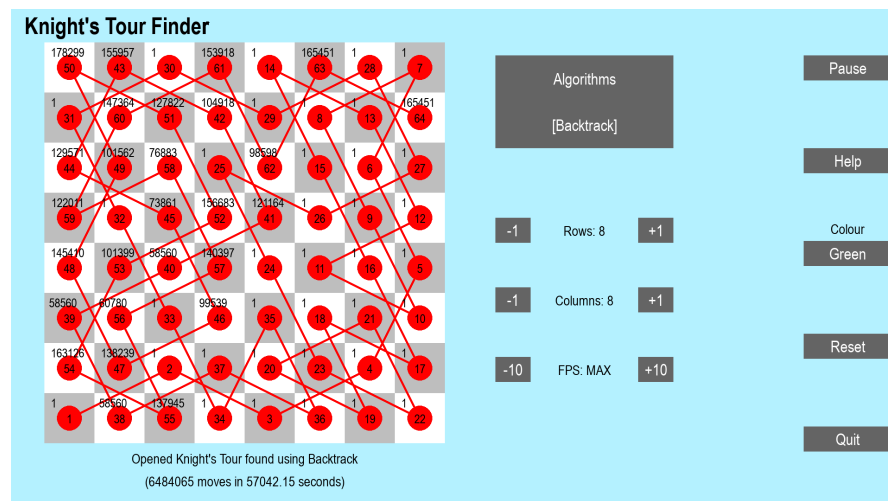 Knight's Tour Finder
178299 155957 1 153918 1 165451 1 1
50 43 30 61 14 63 28 7
1 147364 127822 104918 1 1 1 165451
31 60 51 42 29 8 13 64
129571 101562 76883 1 98598 1 1 1
44 49 58 25 62 15 6 27
122011 1 73861 156683 121164 1 1 1
59 32 45 52 41 26 9 12
145410 101399 58560 140397 1 1 1 1
48 53 40 57 24 11 16 5
58560 80780 1 99539 1 1 1 1
39 56 33 46 35 18 21 10
163126 138239 1 1 1 1 1 1
54 47 2 37 20 23 4 17
1 58560 137945 1 1 1 1 1
1 38 55 34 3 36 19 22
Opened Knight's Tour found using Backtrack
(6484065 moves in 57042.15 seconds)
Algorithms
[Backtrack]
-1 Rows: 8 +1
-1 Columns: 8 +1
-10 FPS: MAX +10
Pause
Help
Colour
Green
Reset
Quit